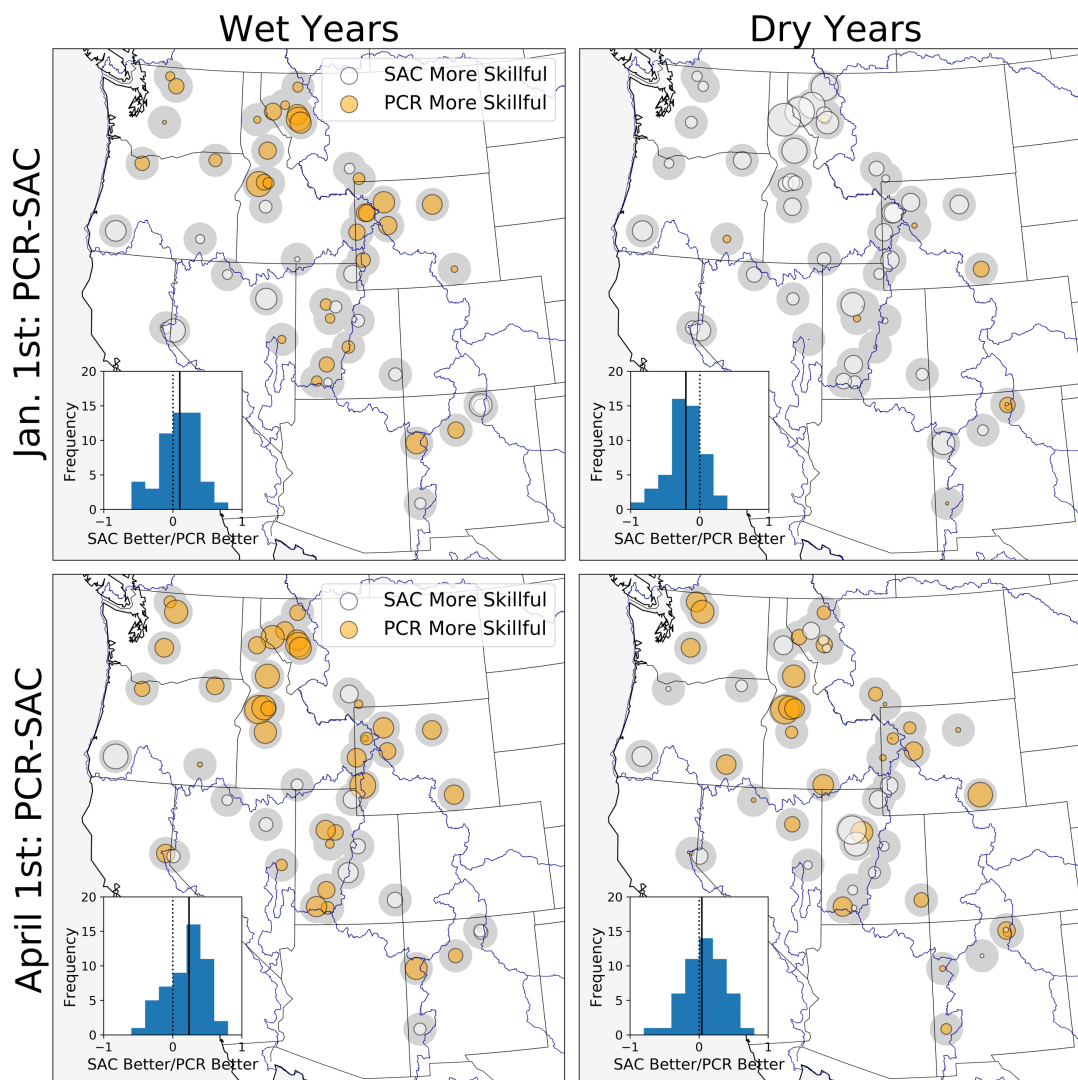 Wet Years
Dry Years
Jan. 1st: PCR-SAC
SAC More Skillful
PCR More Skillful
Frequency
20
15
10
5
0
−1
0
1
SAC Better/PCR Better
Frequency
20
15
10
5
0
−1
0
1
SAC Better/PCR Better
April 1st: PCR-SAC
SAC More Skillful
PCR More Skillful
Frequency
20
15
10
5
0
−1
0
1
SAC Better/PCR Better
Frequency
20
15
10
5
0
−1
0
1
SAC Better/PCR Better